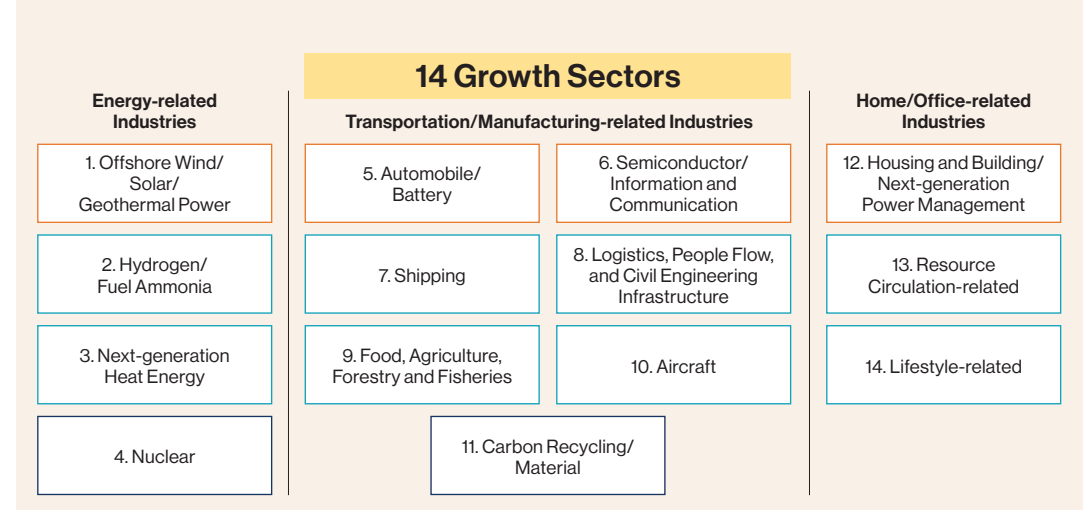 14 Growth Sectors
Energy-related
Industries
1. Offshore Wind/
Solar/
Geothermal Power
2. Hydrogen/
Fuel Ammonia
3. Next-generation
Heat Energy
4. Nuclear
Transportation/Manufacturing-related Industries
5. Automobile/
Battery
6. Semiconductor/
Information and
Communication
7. Shipping
8. Logistics, People Flow,
and Civil Engineering
Infrastructure
9. Food, Agriculture,
Forestry and Fisheries
10. Aircraft
11. Carbon Recycling/
Material
Home/Office-related
Industries
12. Housing and Building/
Next-generation
Power Management
13. Resource
Circulation-related
14. Lifestyle-related